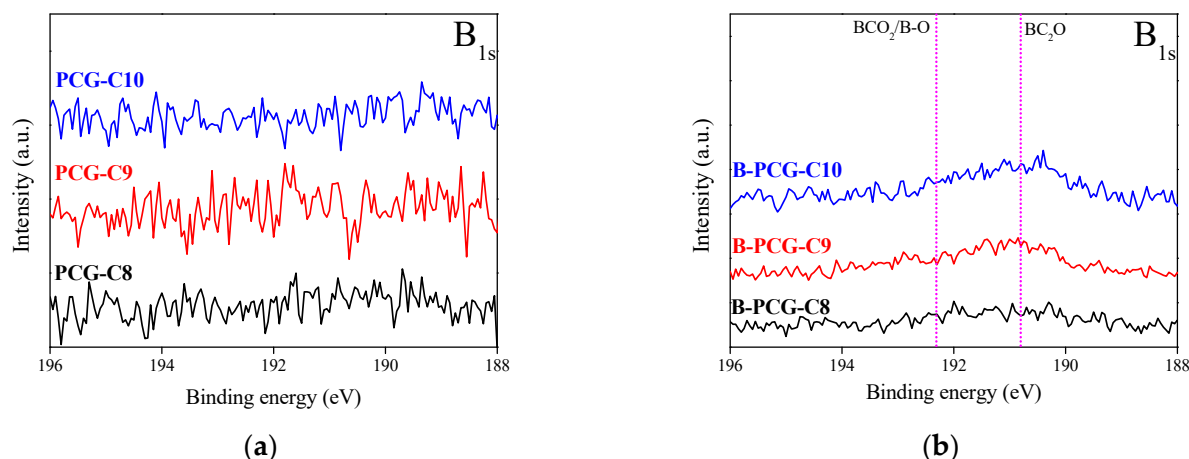 B1s
PCG-C10
PCG-C9
PCG-C8
Intensity (a.u.)
196 194 192 190 188
Binding energy (eV)
(a)
BCO2/B-O BC2O
B1s
B-PCG-C10
B-PCG-C9
B-PCG-C8
Intensity (a.u.)
196 194 192 190 188
Binding energy (eV)
(b)